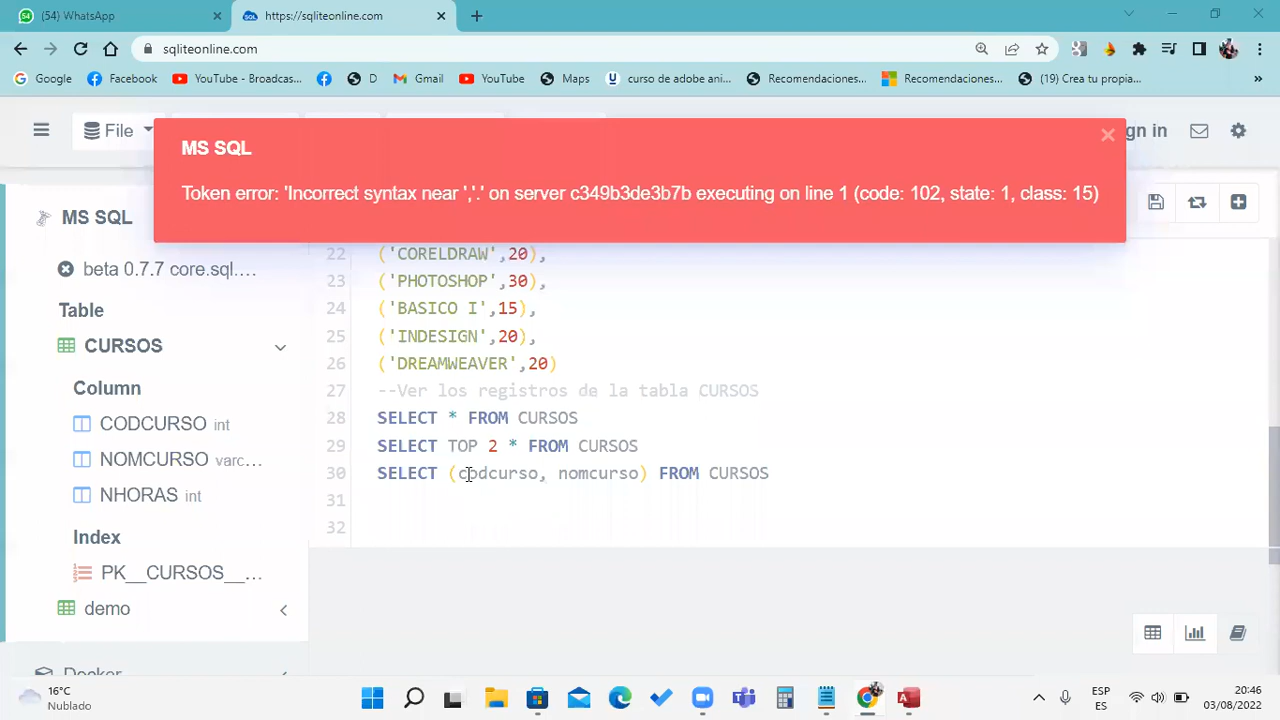 (54) WhatsApp
https://sqliteonline.com
sqliteonline.com
Google
Facebook
YouTube - Broadcas...
D
Gmail
YouTube
Maps
curso de adobe ani...
Recomendaciones...
Recomendaciones...
(19) Crea tu propia...
»
File
gn in
MS SQL
Token error: 'Incorrect syntax near ','.' on server c349b3de3b7b executing on line 1 (code: 102, state: 1, class: 15)
MS SQL
beta 0.7.7 core.sql....
Table
CURSOS
Column
CODCURSO int
NOMCURSO varc...
NHORAS int
Index
PK__CURSOS__...
demo
Docker
22 ('CORELDRAW',20),
23 ('PHOTOSHOP',30),
24 ('BASICO I',15),
25 ('INDESIGN',20),
26 ('DREAMWEAVER',20)
27 --Ver los registros de la tabla CURSOS
28 SELECT * FROM CURSOS
29 SELECT TOP 2 * FROM CURSOS
30 SELECT (codcurso, nomcurso) FROM CURSOS
31
32
16°C
Nublado
ESP
ES
20:46
03/08/2022